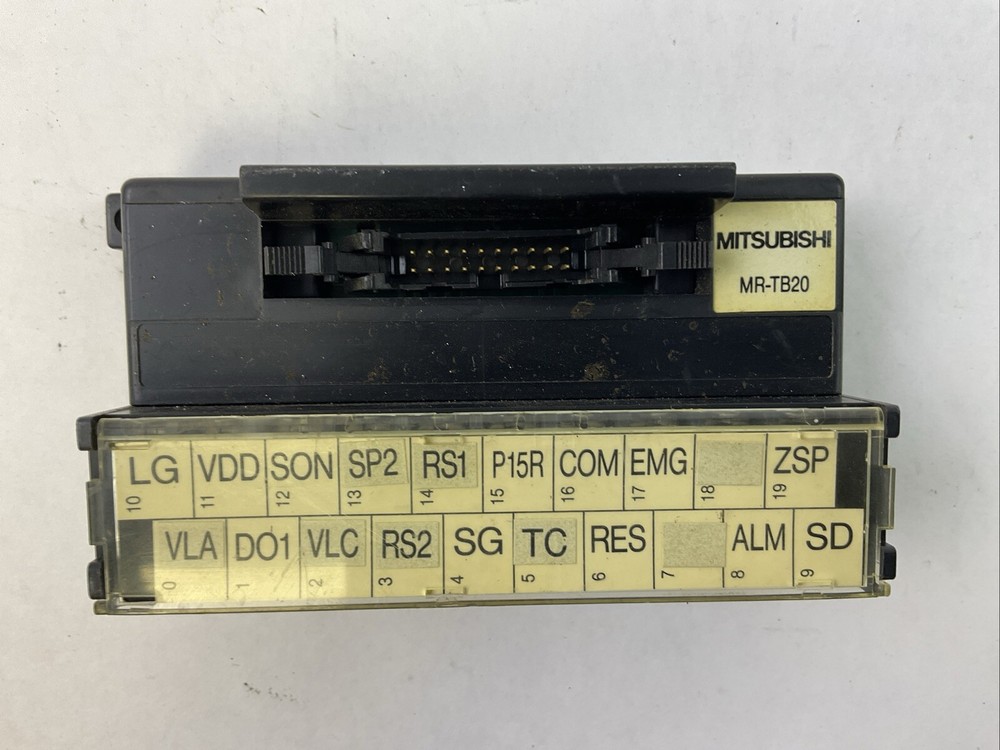 MITSUBISHI
MR-TB20
LG VDD SON SP2 RS1 P15R COM EMG ZSP
10 11 12 13 14 15 16 17 18 19
VLA DO1 VLC RS2 SG TC RES ALM SD
0 1 2 3 4 5 6 7 8 9